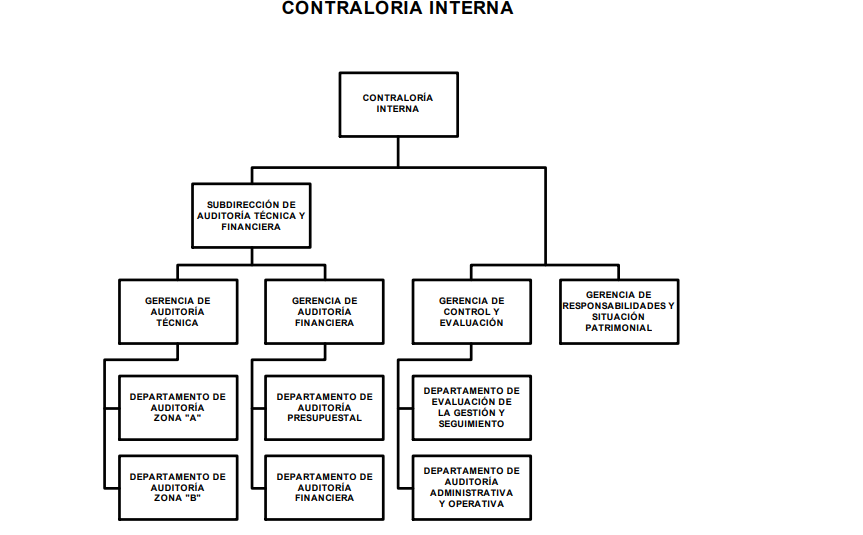 CONTRALORÍA INTERNA
CONTRALORÍA
INTERNA
SUBDIRECCIÓN DE
AUDITORÍA TÉCNICA Y
FINANCIERA
GERENCIA DE
AUDITORÍA
TÉCNICA
GERENCIA DE
AUDITORÍA
FINANCIERA
GERENCIA DE
CONTROL Y
EVALUACIÓN
GERENCIA DE
RESPONSABILIDADES Y
SITUACIÓN
PATRIMONIAL
DEPARTAMENTO DE
AUDITORÍA
ZONA "A"
DEPARTAMENTO DE
AUDITORÍA
PRESUPUESTAL
DEPARTAMENTO DE
EVALUACIÓN DE
LA GESTIÓN Y
SEGUIMIENTO
DEPARTAMENTO DE
AUDITORÍA
ZONA "B"
DEPARTAMENTO DE
AUDITORÍA
FINANCIERA
DEPARTAMENTO DE
AUDITORÍA
ADMINISTRATIVA
Y OPERATIVA